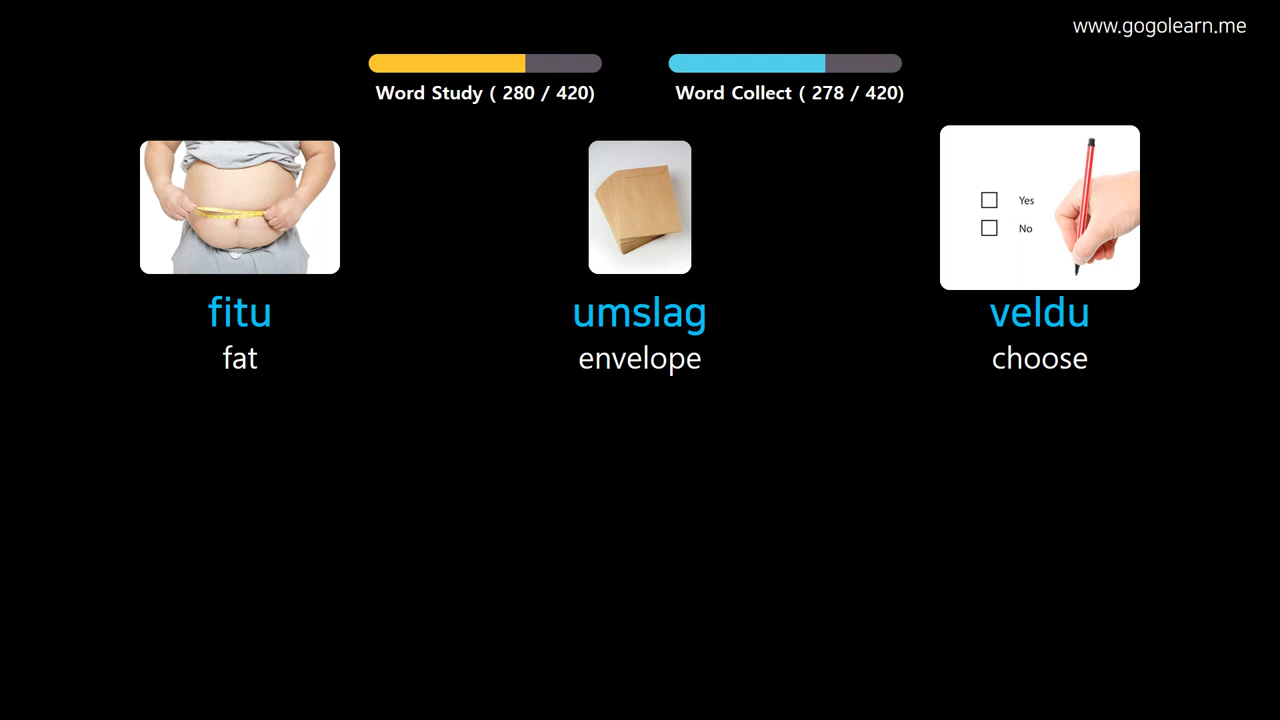 www.gogolearn.me
Word Study ( 280 / 420)
Word Collect ( 278 / 420)
Yes
No
fitu
umslag
veldu
fat
envelope
choose